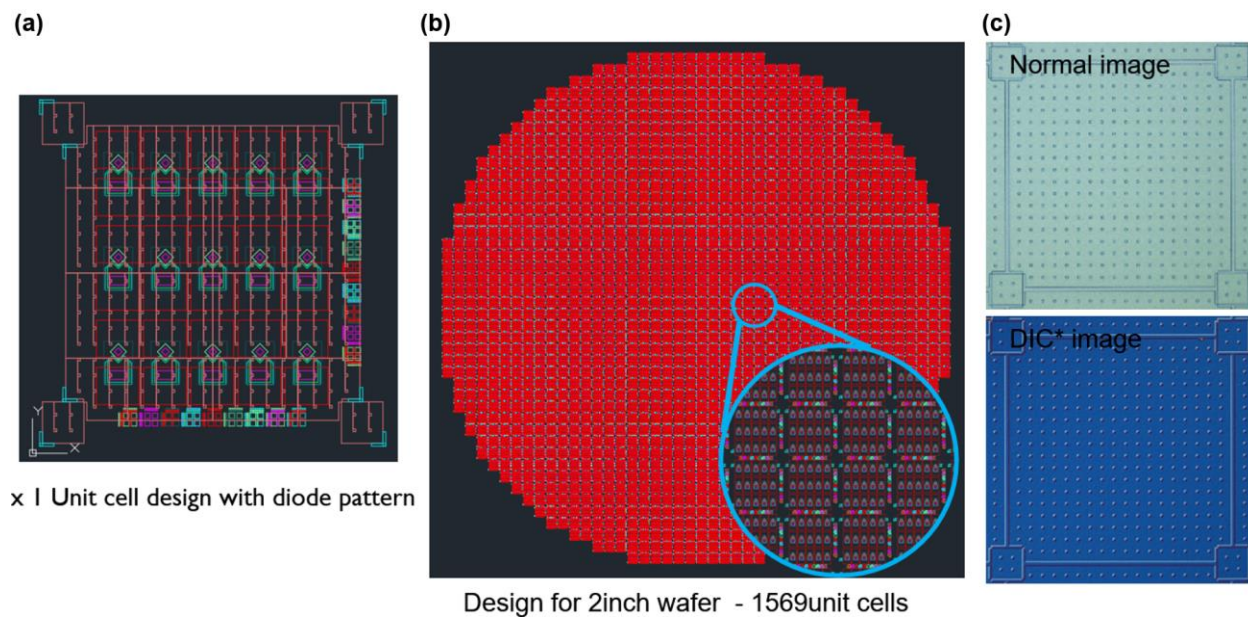 (a)
(b)
(c)
Normal image
DIC* image
Y
X
x 1 Unit cell design with diode pattern
Design for 2inch wafer - 1569unit cells